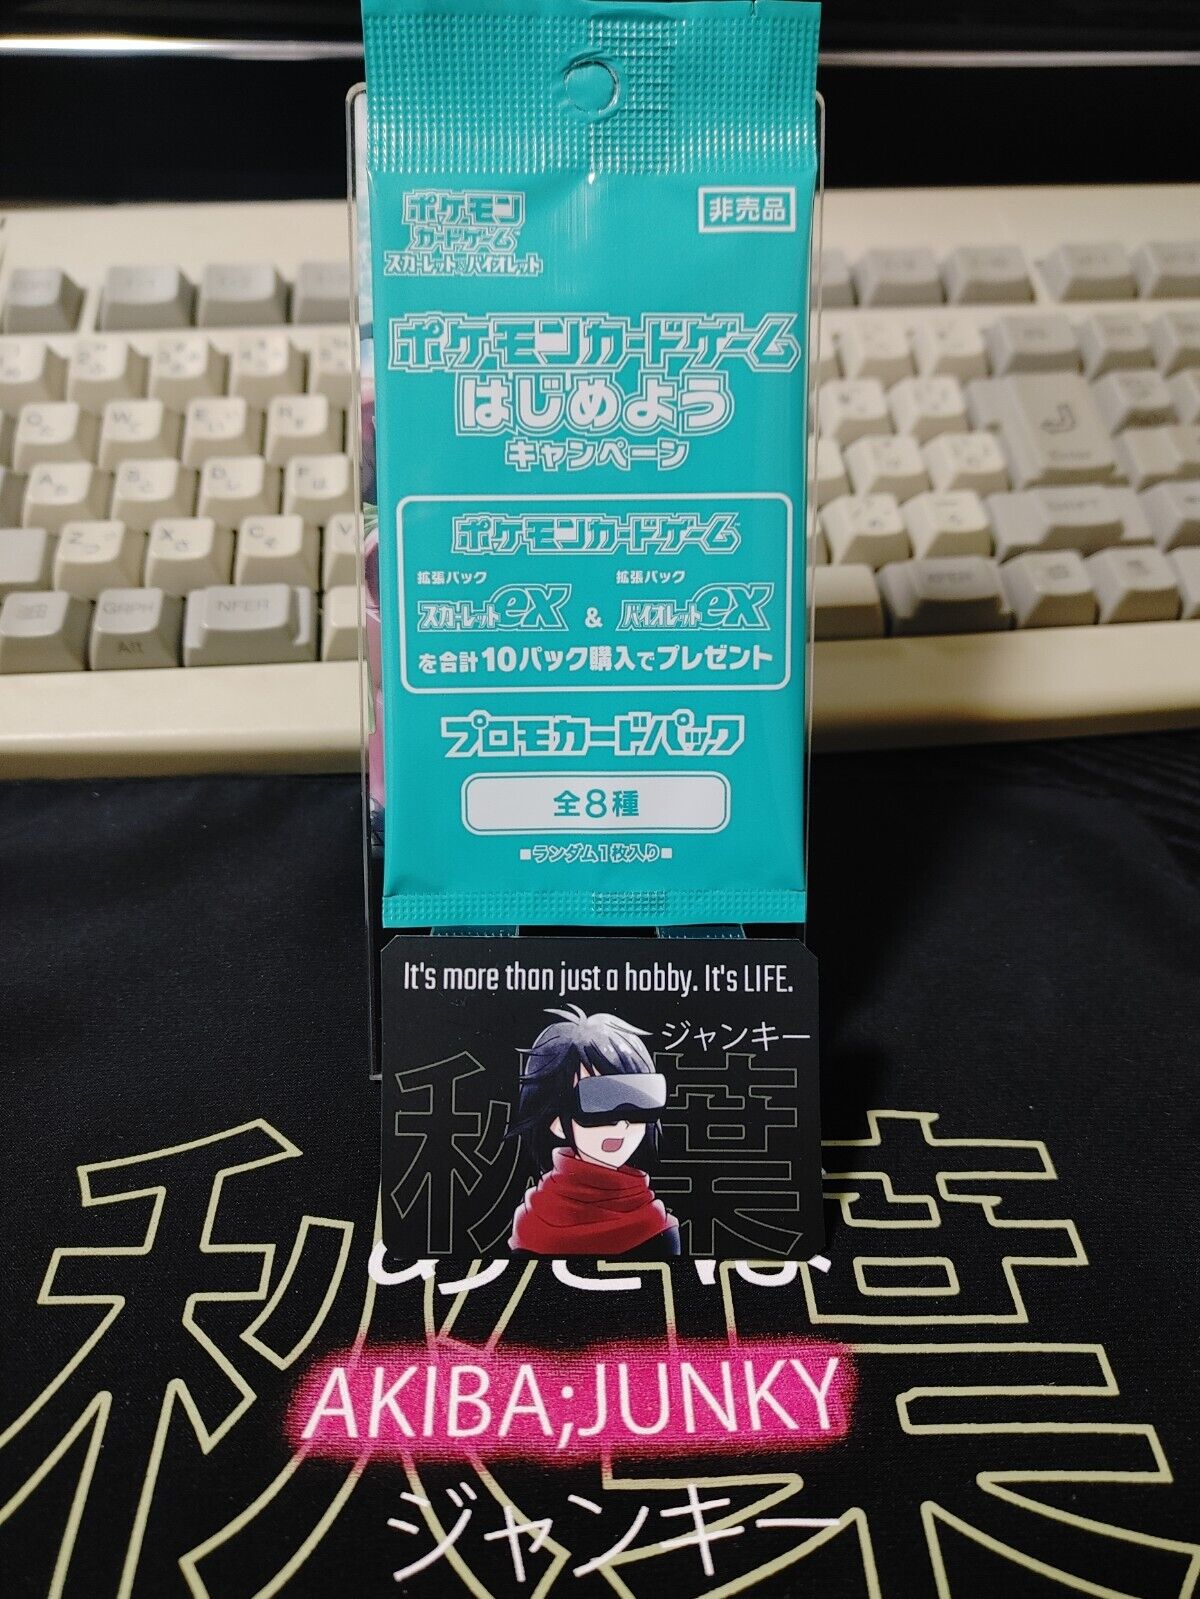 ポケモン
カードゲーム
スカーレット&バイオレット
非売品
ポケモンカードゲーム
はじめよう
キャンペーン
ポケモンカードゲーム
拡張パック
スカーレットex
&
拡張パック
バイオレットex
を合計10パック購入でプレゼント
プロモカードパック
全8種
■ランダム1枚入り■
It's more than just a hobby. It's LIFE.
ジャンキー
秋葉
秋葉
AKIBA;JUNKY
ジャンキー
GRPH
Alt
NFER
XFER